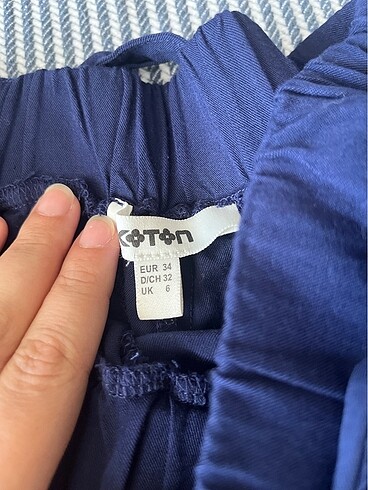 KOTON
EUR 34
D/CH 32
UK 6